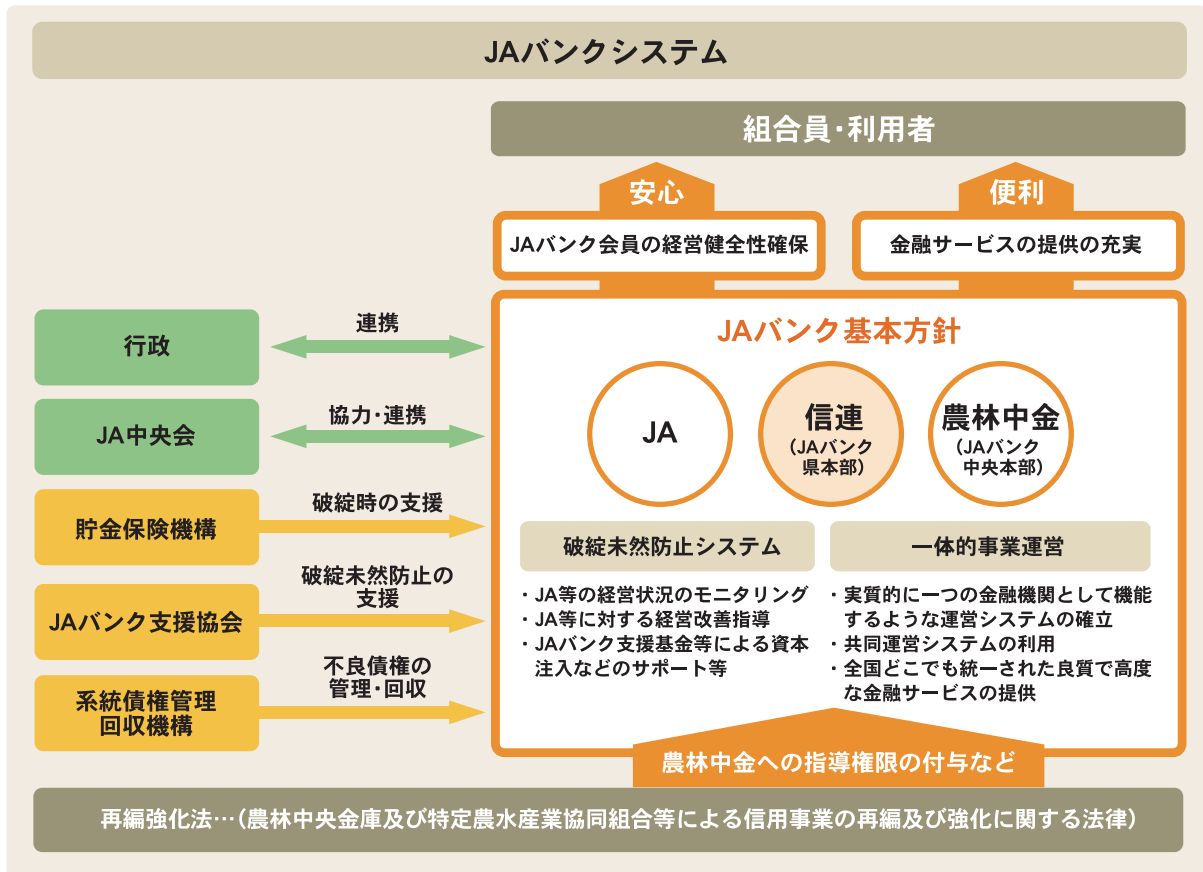 JAバンクシステム
組合員・利用者
安心
便利
JAバンク会員の経営健全性確保
金融サービスの提供の充実
行政
連携
JA中央会
協力・連携
貯金保険機構
破綻時の支援
JAバンク支援協会
破綻未然防止の
支援
系統債権管理
回収機構
不良債権の
管理・回収
JAバンク基本方針
JA
信連
(JAバンク
県本部)
農林中金
(JAバンク
中央本部)
破綻未然防止システム
・JA等の経営状況のモニタリング
・JA等に対する経営改善指導
・JAバンク支援基金等による資本
注入などのサポート等
一体的事業運営
・実質的に一つの金融機関として機能
するような運営システムの確立
・共同運営システムの利用
・全国どこでも統一された良質で高度
な金融サービスの提供
農林中金への指導権限の付与など
再編強化法…(農林中央金庫及び特定農水産業協同組合等による信用事業の再編及び強化に関する法律)